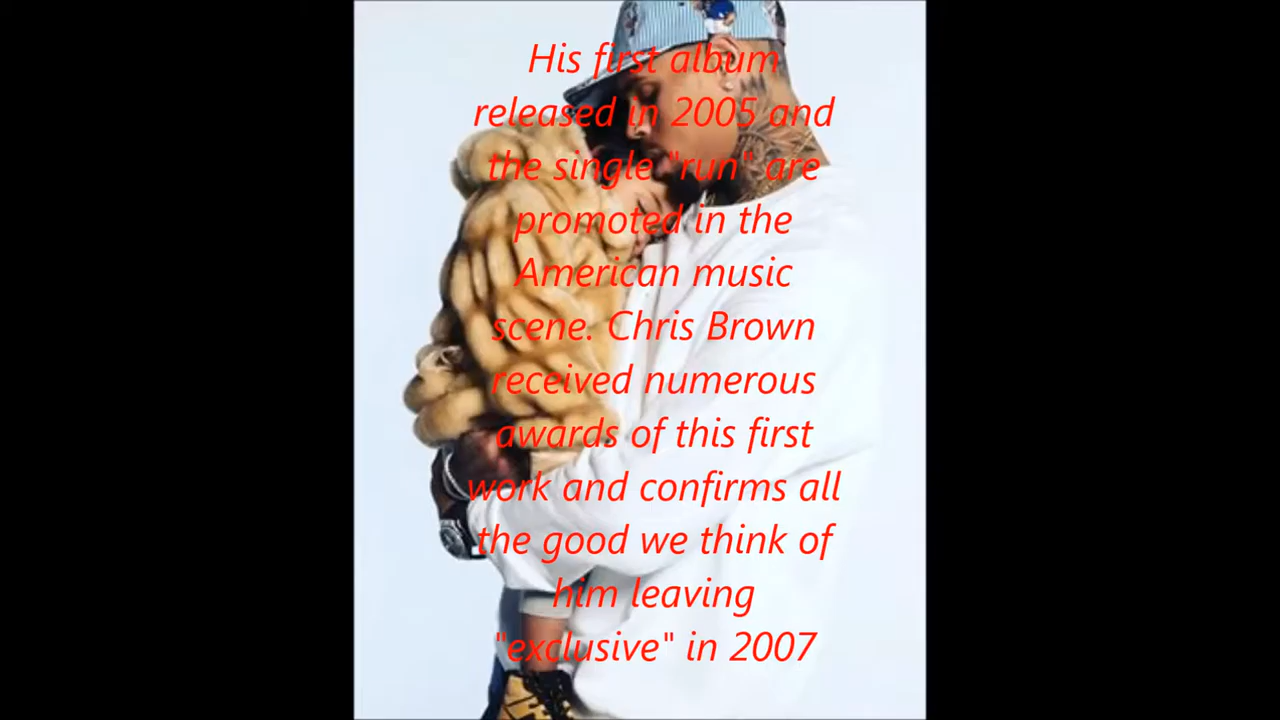 His first album
released in 2005 and
the single "run" are
promoted in the
American music
scene. Chris Brown
received numerous
awards of this first
work and confirms all
the good we think of
him leaving
"exclusive" in 2007